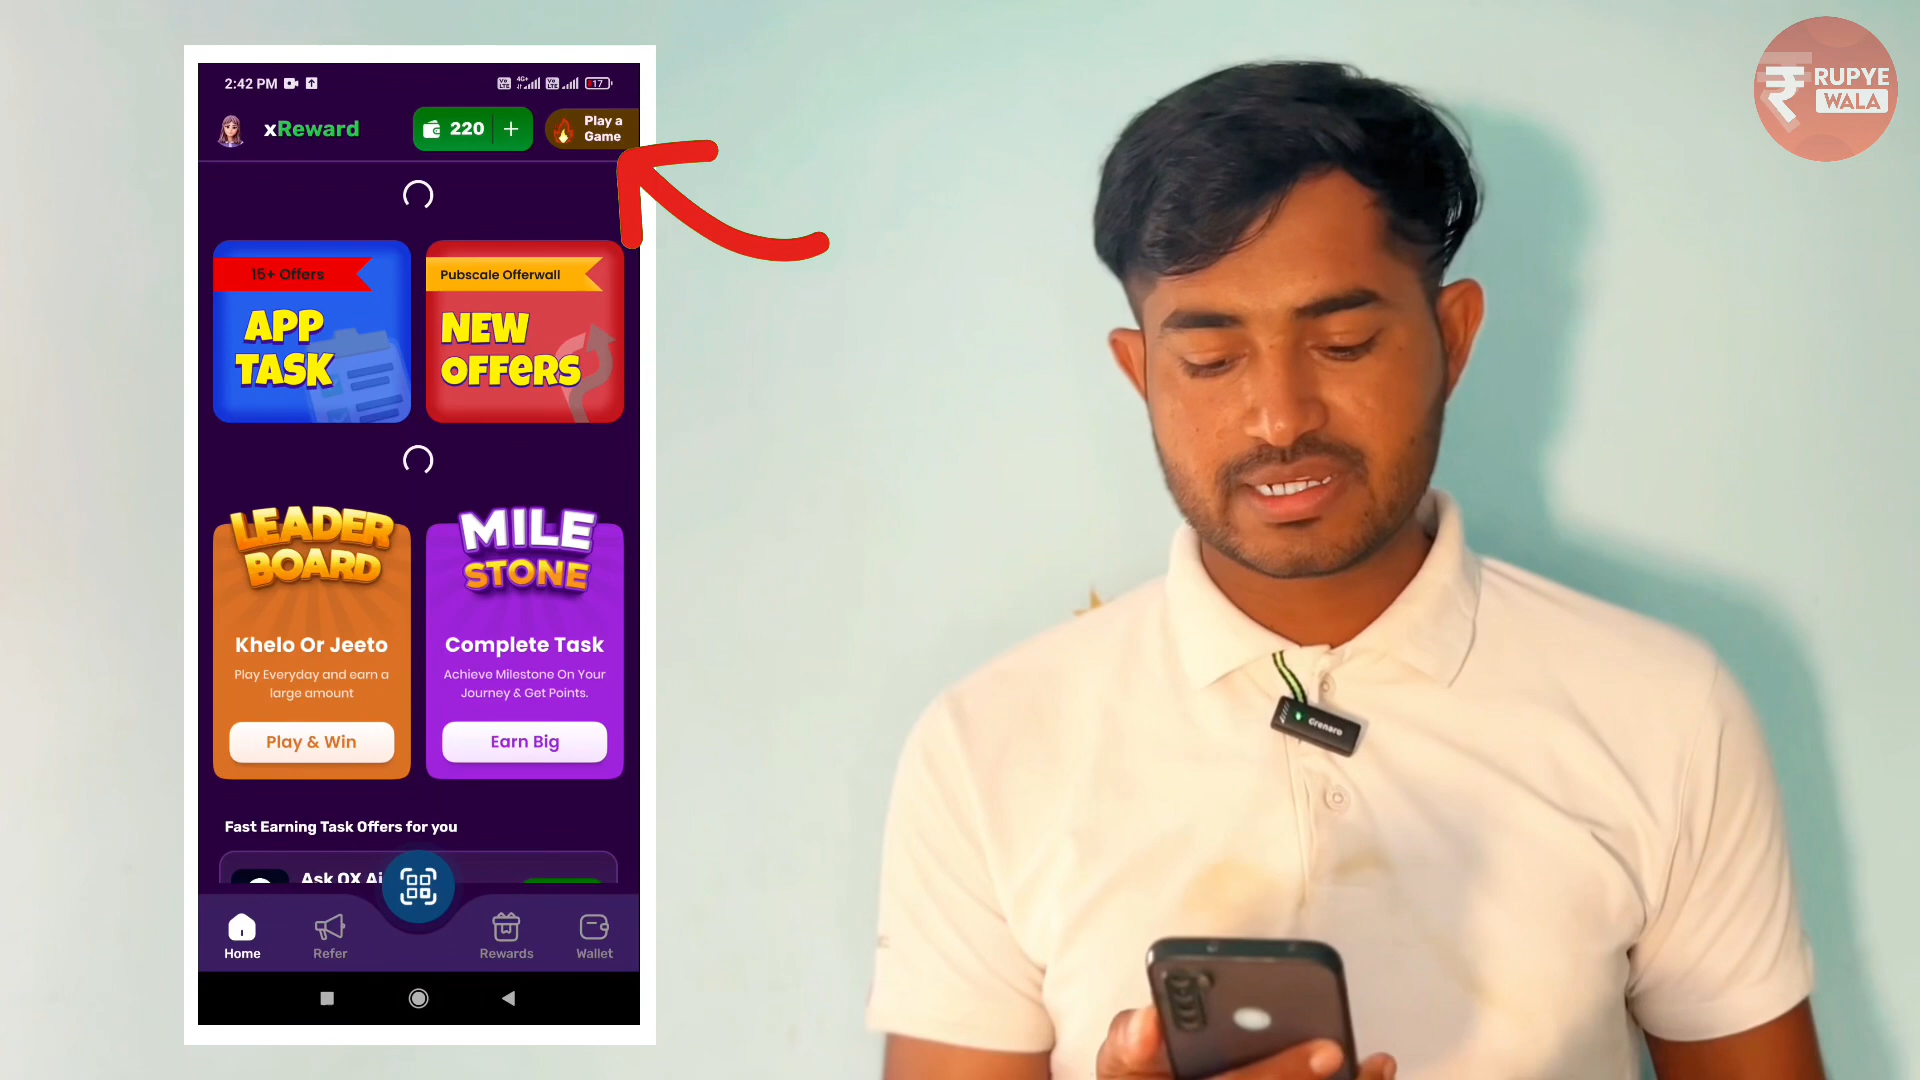 2:42 PM
17
xReward
220 +
Play a
Game
15+ Offers
APP
TASK
Pubscale Offerwall
NEW
OFFERS
LEADER
BOARD
Khelo Or Jeeto
Play Everyday and earn a
large amount
Play & Win
MILE
STONE
Complete Task
Achieve Milestone On Your
Journey & Get Points.
Earn Big
Fast Earning Task Offers for you
Ask QX Ai
Home
Refer
Rewards
Wallet
₹ RUPYE
WALA
Grenaro